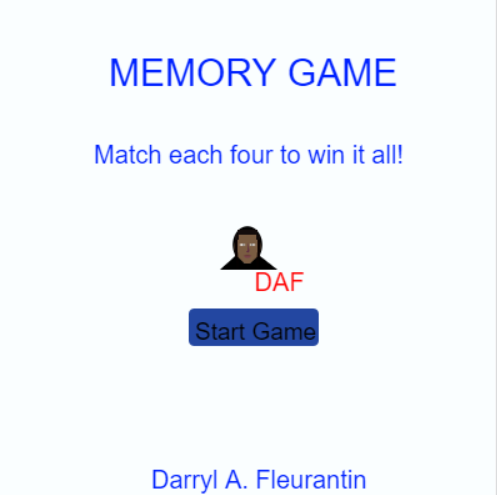 MEMORY GAME
Match each four to win it all!
DAF
Start Game
Darryl A. Fleurantin